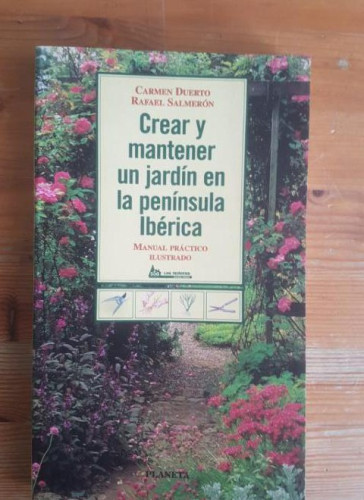 CARMEN DUERTO
RAFAEL SALMERÓN
Crear y
mantener
un jardín en
la península
Ibérica
MANUAL PRÁCTICO
ILUSTRADO
PLANETA